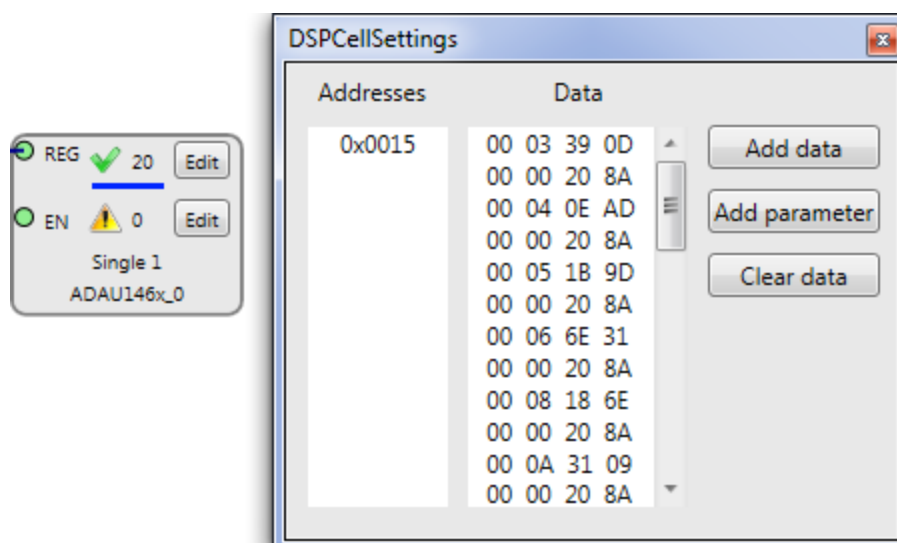 DSPCellSettings
Addresses Data
0x0015
00 03 39 0D
00 00 20 8A
00 04 0E AD
00 00 20 8A
00 05 1B 9D
00 00 20 8A
00 06 6E 31
00 00 20 8A
00 08 18 6E
00 00 20 8A
00 0A 31 09
00 00 20 8A
Add data
Add parameter
Clear data
REG 20 Edit
EN 0 Edit
Single 1
ADAU146x_0